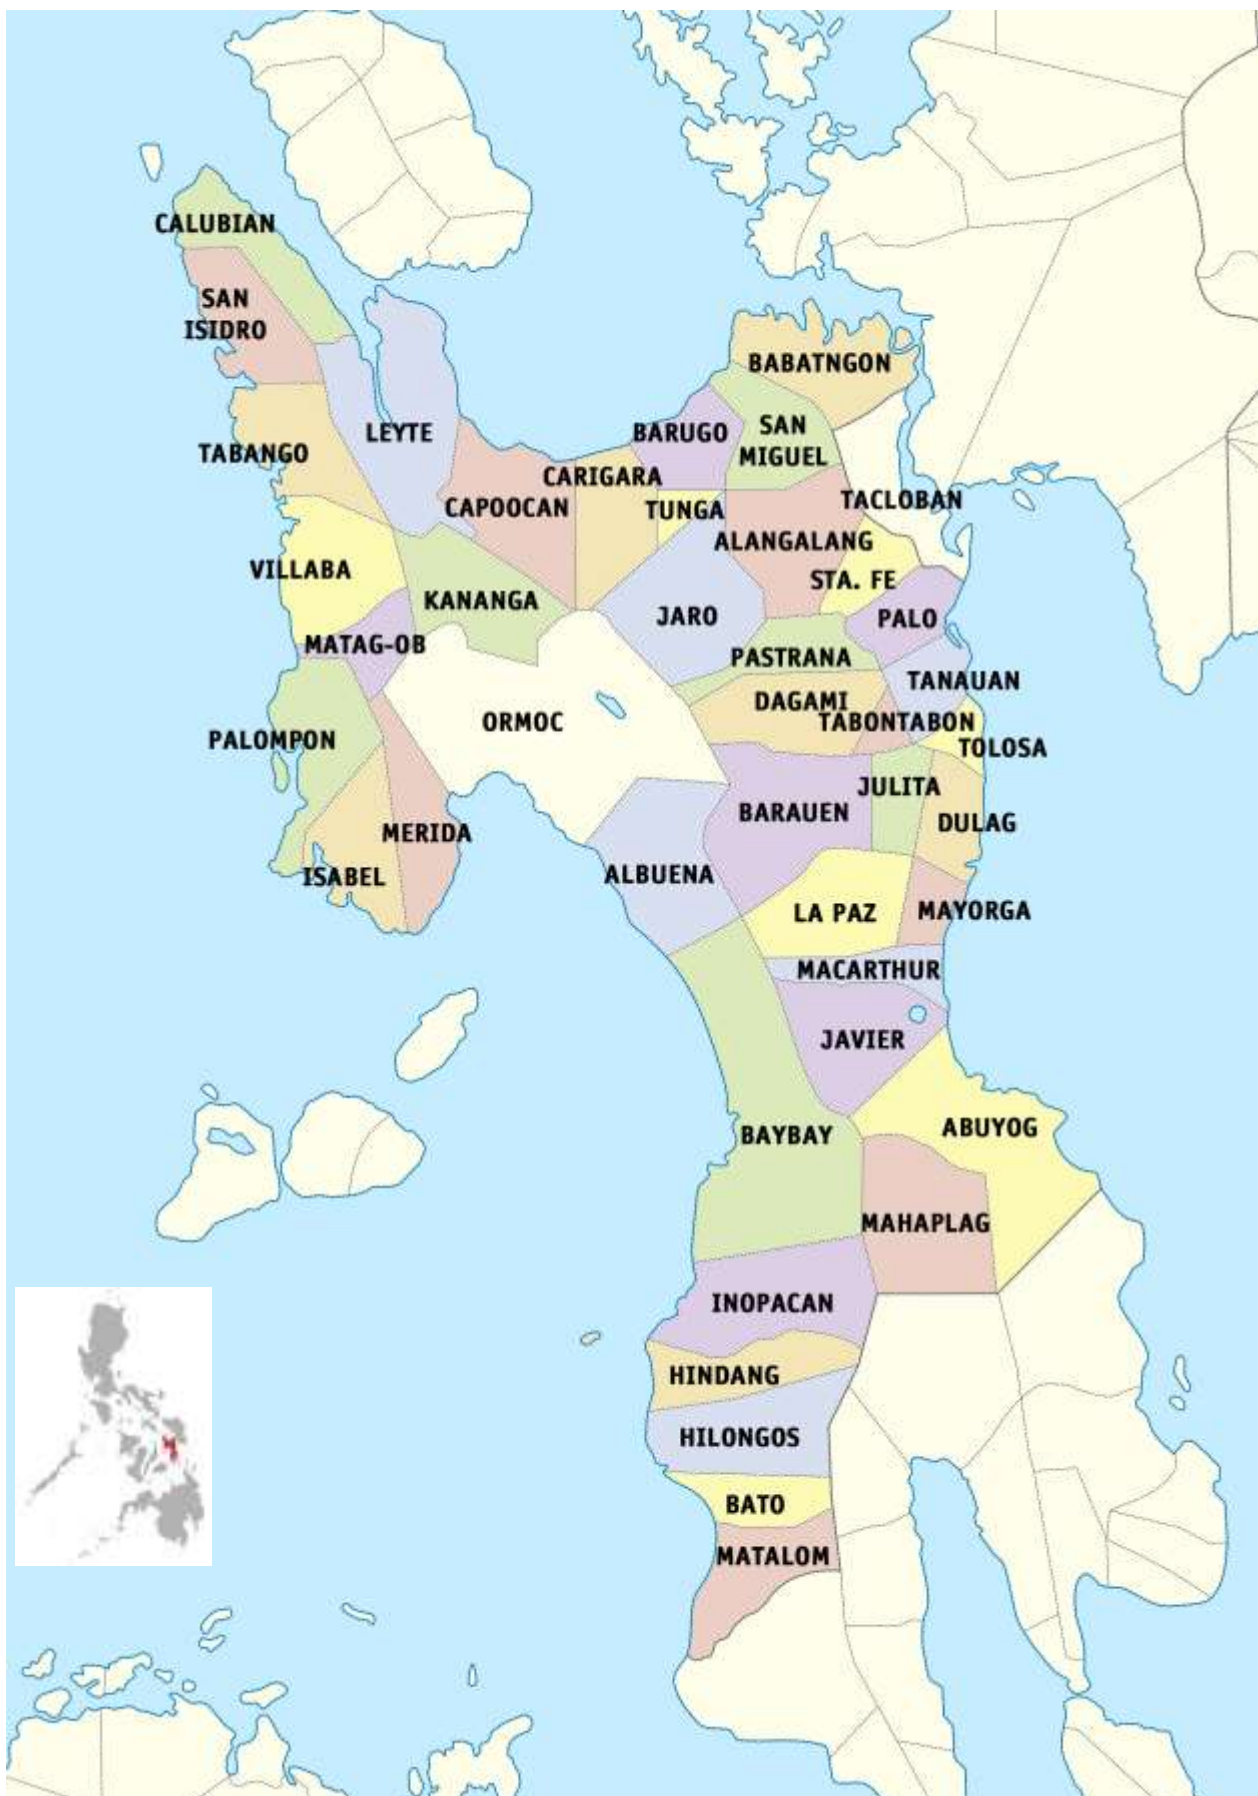 CALUBIAN
SAN
ISIDRO
BABATNGON
LEYTE
BARUGO
SAN
MIGUEL
TABANGO
CARIGARA
CAPOOCAN
TUNGA
TACLOBAN
ALANGALANG
VILLABA
STA. FE
KANANGA
JARO
PALO
MATAG-OB
PASTRANA
TANAUAN
DAGAMI
ORMOC
TABONTABON
PALOMPON
TOLOSA
JULITA
BARAUEN
DULAG
MERIDA
ISABEL
ALBUENA
LA PAZ
MAYORGA
MACARTHUR
JAVIER
BAYBAY
ABUYOG
MAHAPLAG
INOPACAN
HINDANG
HILONGOS
BATO
MATALOM